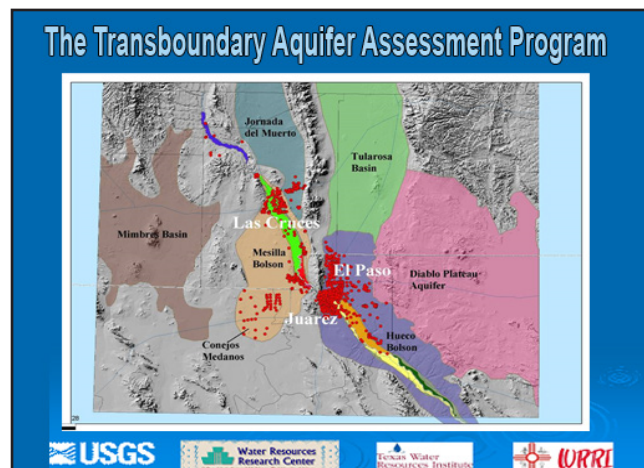 The Transboundary Aquifer Assessment Program
Jornada
del Muerto
Tularosa
Basin
Las Cruces
Mimbres Basin
Mesilla
Bolson
El Paso
Diablo Plateau
Aquifer
Juarez
Hueco
Bolson
Conejos
Medanos
28
USGS
Water Resources
Research Center
Texas Water
Resources Institute
WRRI